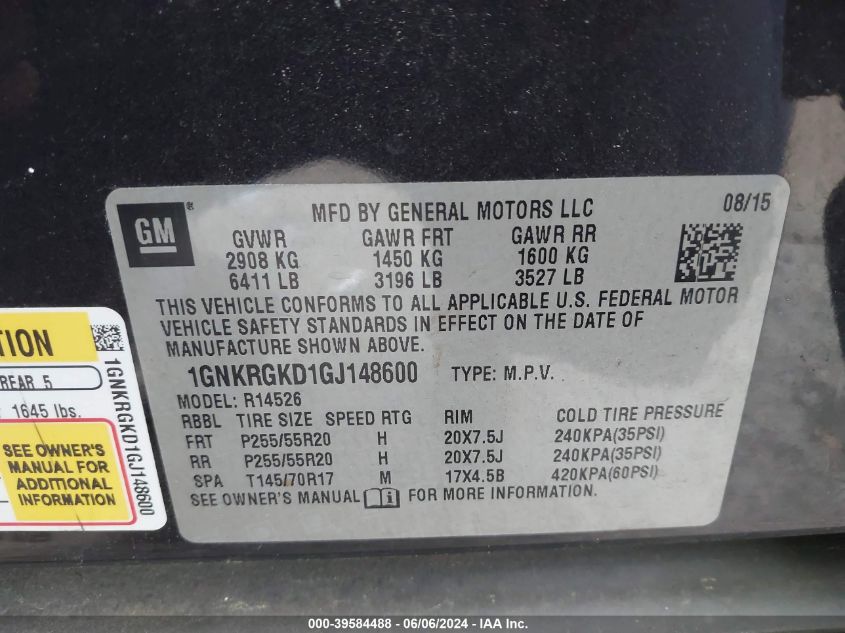 GM
MFD BY GENERAL MOTORS LLC
08/15
GVWR GAWR FRT GAWR RR
2908 KG 1450 KG 1600 KG
6411 LB 3196 LB 3527 LB
THIS VEHICLE CONFORMS TO ALL APPLICABLE U.S. FEDERAL MOTOR
VEHICLE SAFETY STANDARDS IN EFFECT ON THE DATE OF
MANUFACTURE SHOWN ABOVE.
1GNKRGKD1GJ148600 TYPE: M.P.V.
MODEL: R14526
RBBL TIRE SIZE SPEED RTG RIM COLD TIRE PRESSURE
FRT P255/55R20 H 20X7.5J 240KPA(35PSI)
RR P255/55R20 H 20X7.5J 240KPA(35PSI)
SPA T145/70R17 M 17X4.5B 420KPA(60PSI)
SEE OWNER'S MANUAL FOR MORE INFORMATION.
REAR 5
1645 lbs.
SEE OWNER'S
MANUAL FOR
ADDITIONAL
INFORMATION
1GNKRGKD1GJ148600
000-39584488 - 06/06/2024 - IAAI Inc.